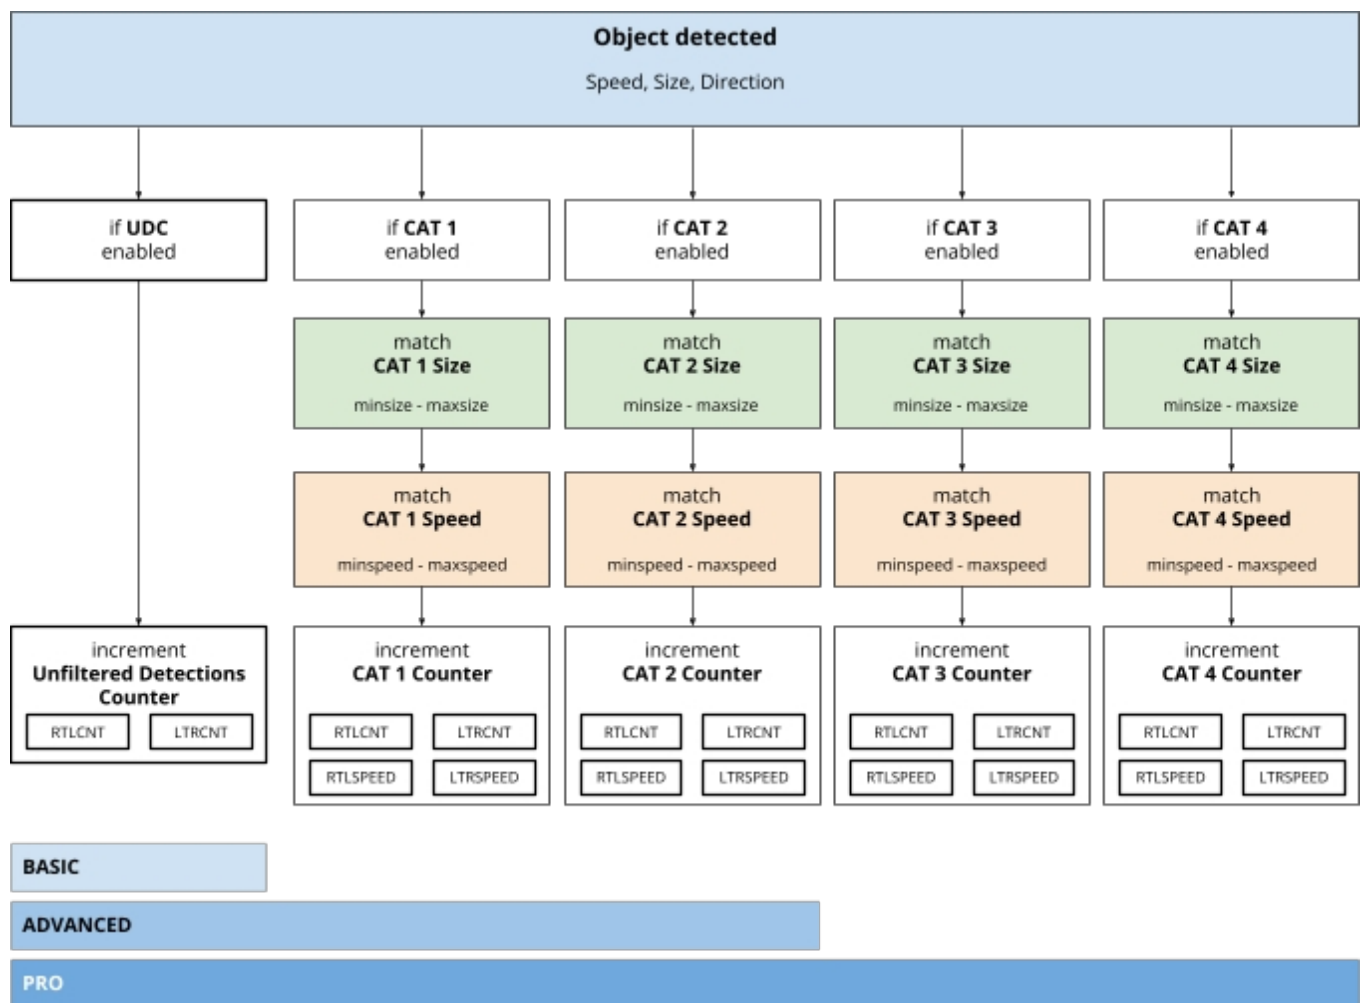 Object detected
Speed, Size, Direction
if UDC
enabled
if CAT 1
enabled
if CAT 2
enabled
if CAT 3
enabled
if CAT 4
enabled
match
CAT 1 Size
minsize - maxsize
match
CAT 2 Size
minsize - maxsize
match
CAT 3 Size
minsize - maxsize
match
CAT 4 Size
minsize - maxsize
match
CAT 1 Speed
minspeed - maxspeed
match
CAT 2 Speed
minspeed - maxspeed
match
CAT 3 Speed
minspeed - maxspeed
match
CAT 4 Speed
minspeed - maxspeed
increment
Unfiltered Detections
Counter
RTLCNT
LTRCNT
increment
CAT 1 Counter
RTLCNT
LTRCNT
RTLSPEED
LTRSPEED
increment
CAT 2 Counter
RTLCNT
LTRCNT
RTLSPEED
LTRSPEED
increment
CAT 3 Counter
RTLCNT
LTRCNT
RTLSPEED
LTRSPEED
increment
CAT 4 Counter
RTLCNT
LTRCNT
RTLSPEED
LTRSPEED
BASIC
ADVANCED
PRO